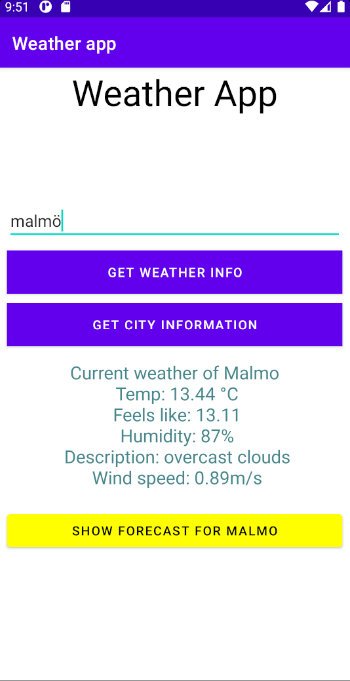 9:51
Weather app
Weather App
malmö
GET WEATHER INFO
GET CITY INFORMATION
Current weather of Malmo
Temp: 13.44 °C
Feels like: 13.11
Humidity: 87%
Description: overcast clouds
Wind speed: 0.89m/s
SHOW FORECAST FOR MALMO